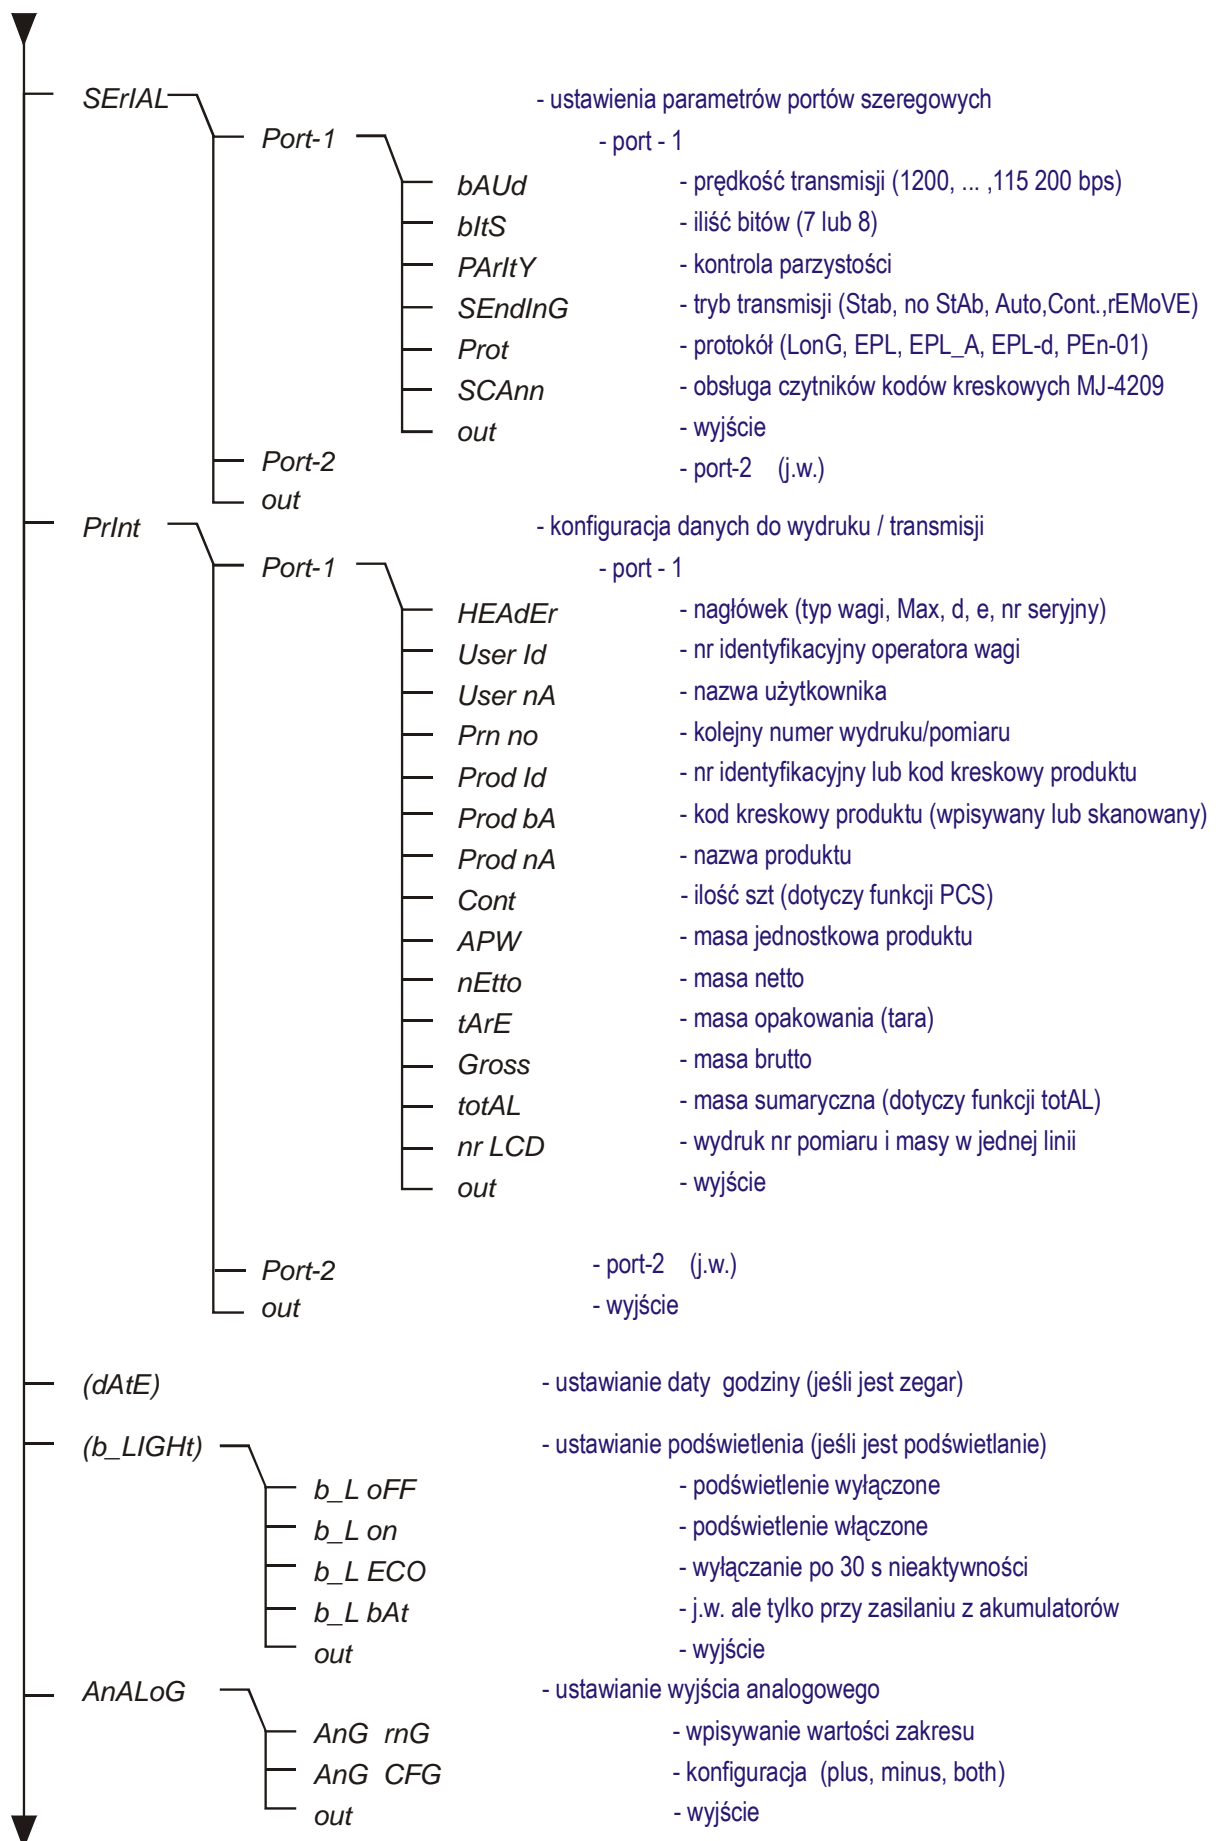 SErIAL - ustawienia parametrów portów szeregowych
Port-1 - port - 1
bAUd - prędkość transmisji (1200, ... ,115 200 bps)
bItS - iliść bitów (7 lub 8)
PArItY - kontrola parzystości
SEndInG - tryb transmisji (Stab, no StAb, Auto,Cont.,rEMoVE)
Prot - protokół (LonG, EPL, EPL_A, EPL-d, PEn-01)
SCAnn - obsługa czytników kodów kreskowych MJ-4209
out - wyjście
Port-2 - port-2 (j.w.)
out
PrInt - konfiguracja danych do wydruku / transmisji
Port-1 - port - 1
HEAdEr - nagłówek (typ wagi, Max, d, e, nr seryjny)
User Id - nr identyfikacyjny operatora wagi
User nA - nazwa użytkownika
Prn no - kolejny numer wydruku/pomiaru
Prod Id - nr identyfikacyjny lub kod kreskowy produktu
Prod bA - kod kreskowy produktu (wpisywany lub skanowany)
Prod nA - nazwa produktu
Cont - ilość szt (dotyczy funkcji PCS)
APW - masa jednostkowa produktu
nEtto - masa netto
tArE - masa opakowania (tara)
Gross - masa brutto
totAL - masa sumaryczna (dotyczy funkcji totAL)
nr LCD - wydruk nr pomiaru i masy w jednej linii
out - wyjście
Port-2 - port-2 (j.w.)
out - wyjście
(dAtE) - ustawianie daty godziny (jeśli jest zegar)
(b_LIGHt) - ustawianie podświetlenia (jeśli jest podświetlanie)
b_L oFF - podświetlenie wyłączone
b_L on - podświetlenie włączone
b_L ECO - wyłączanie po 30 s nieaktywności
b_L bAt - j.w. ale tylko przy zasilaniu z akumulatorów
out - wyjście
AnALoG - ustawianie wyjścia analogowego
AnG rnG - wpisywanie wartości zakresu
AnG CFG - konfiguracja (plus, minus, both)
out - wyjście